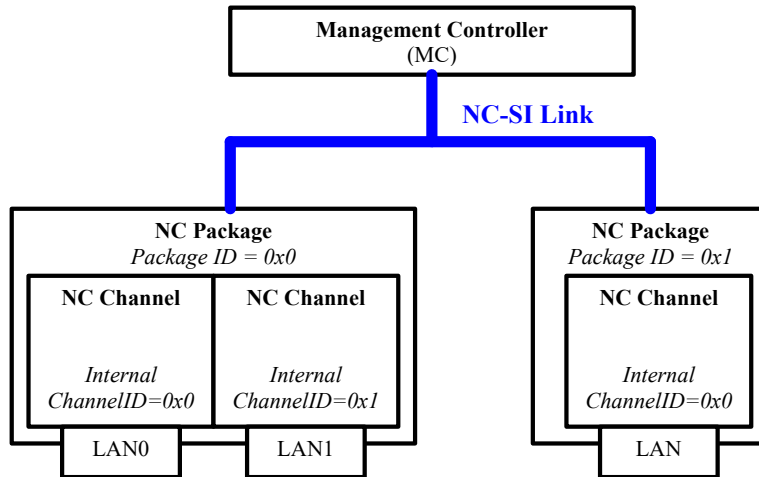 Management Controller
(MC)
NC-SI Link
NC Package
Package ID = 0x0
NC Channel
Internal
ChannelID=0x0
LAN0
NC Channel
Internal
ChannelID=0x1
LAN1
NC Package
Package ID = 0x1
NC Channel
Internal
ChannelID=0x0
LAN